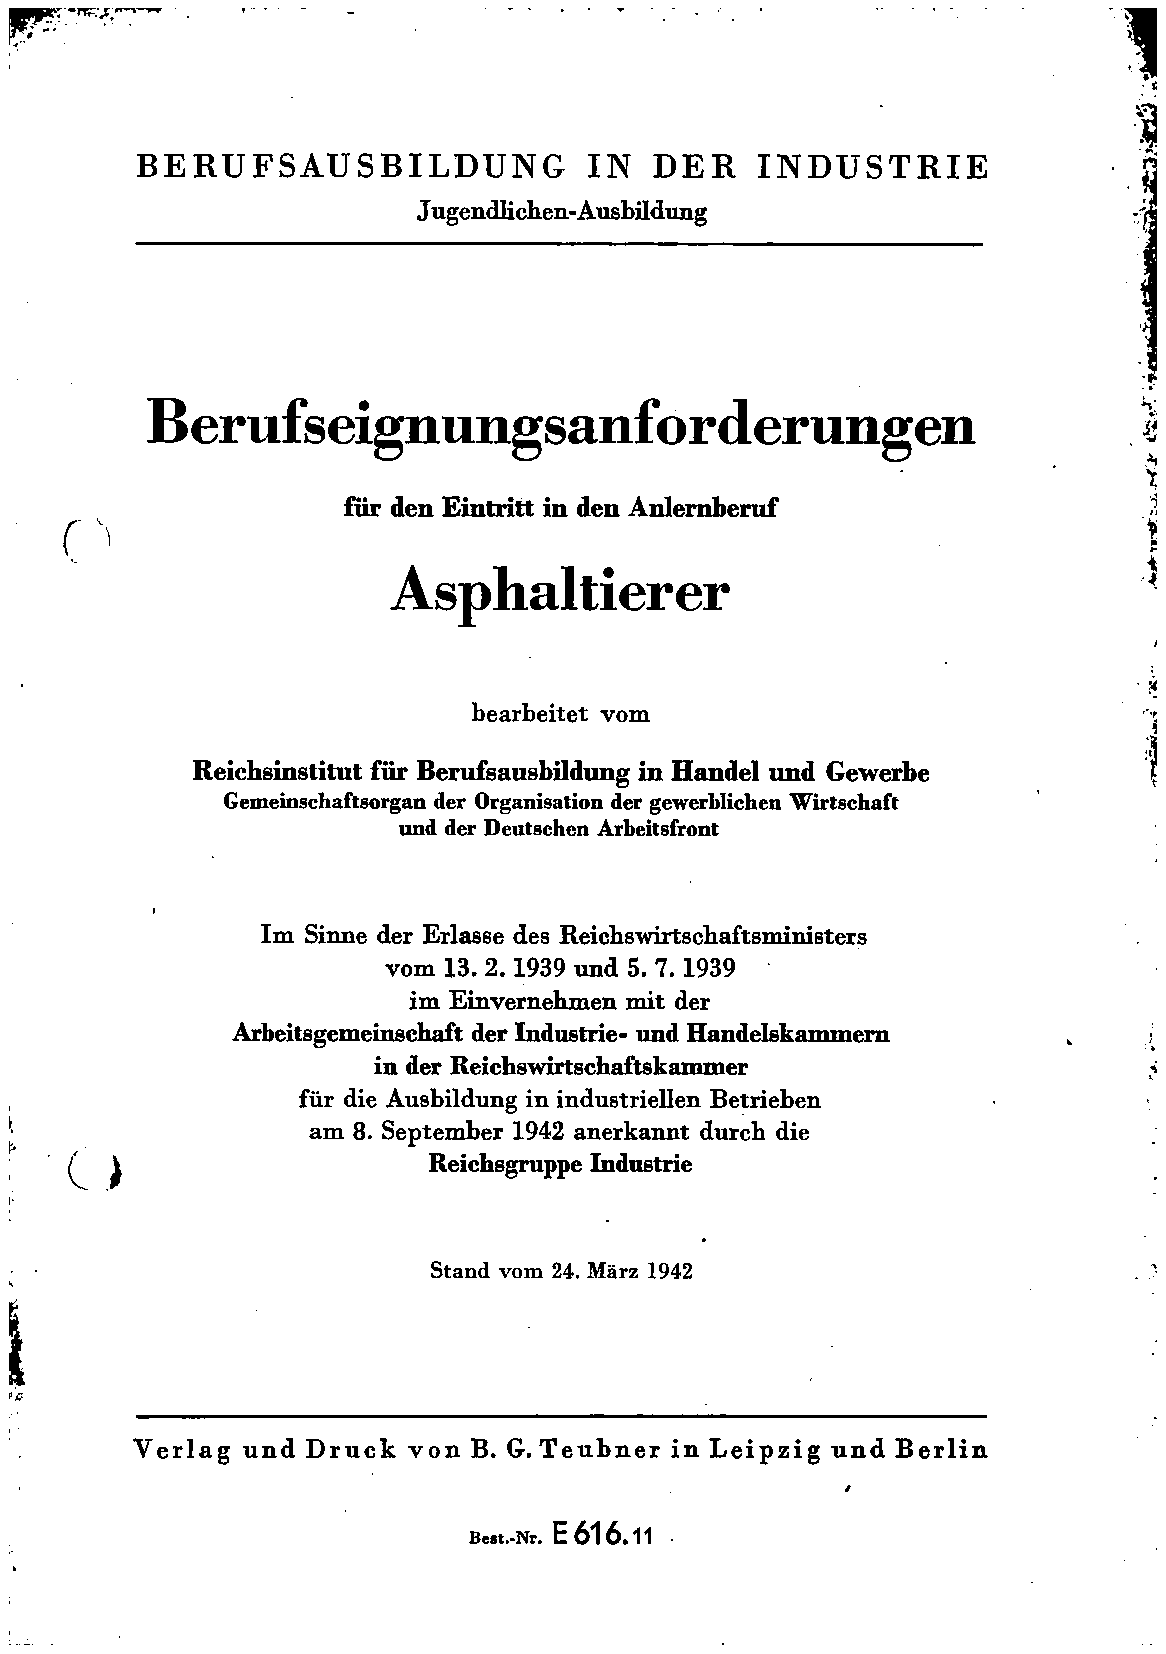 BERUFSAUSBILDUNG IN DER INDUSTRIE
Jugendlichen-Ausbildung
Berufseignungsanforderungen
für den Eintritt in den Anlernberuf
Asphaltierer
bearbeitet vom
Reichsinstitut für Berufsausbildung in Handel und Gewerbe
Gemeinschaftsorgan der Organisation der gewerblichen Wirtschaft
und der Deutschen Arbeitsfront
Im Sinne der Erlasse des Reichswirtschaftsministers
vom 13. 2. 1939 und 5. 7. 1939
im Einvernehmen mit der
Arbeitsgemeinschaft der Industrie- und Handelskammern
in der Reichswirtschaftskammer
für die Ausbildung in industriellen Betrieben
am 8. September 1942 anerkannt durch die
Reichsgruppe Industrie
Stand vom 24. März 1942
Verlag und Druck von B. G. Teubner in Leipzig und Berlin
Best.-Nr. E 616.11